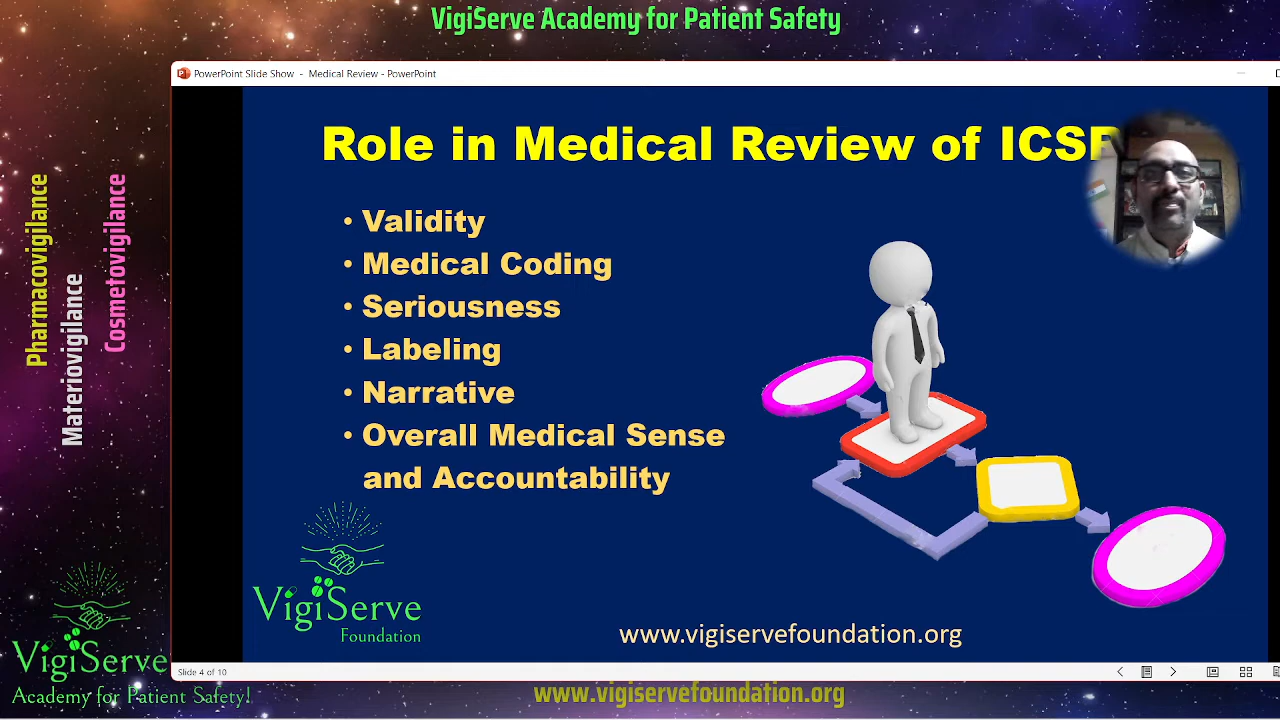 VigiServe Academy for Patient Safety
PowerPoint Slide Show - Medical Review - PowerPoint
Role in Medical Review of ICSR
• Validity
• Medical Coding
• Seriousness
• Labeling
• Narrative
• Overall Medical Sense
and Accountability
Pharmacovigilance
Materiovigilance
Cosmetovigilance
VigiServe
Foundation
www.vigiservefoundation.org
VigiServe
Academy for Patient Safety!
Slide 4 of 10
www.vigiservefoundation.org